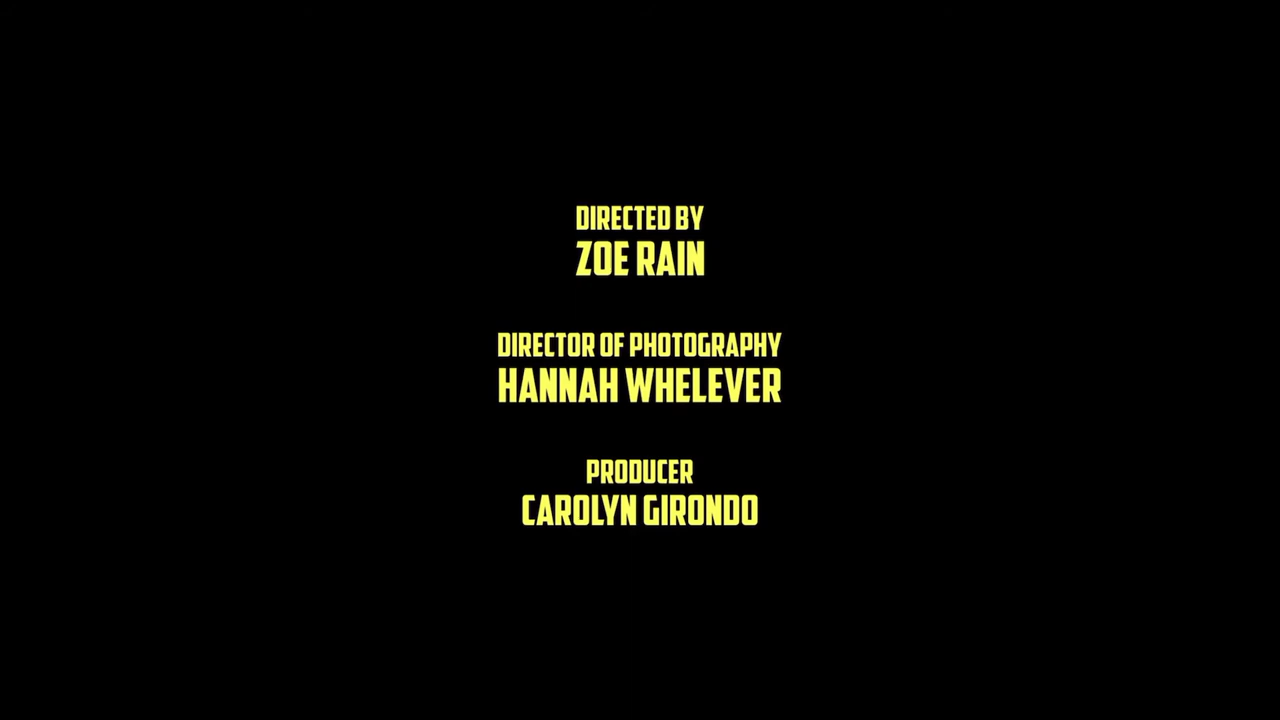 DIRECTED BY
ZOE RAIN
DIRECTOR OF PHOTOGRAPHY
HANNAH WHELEVER
PRODUCER
CAROLYN GIRONDO